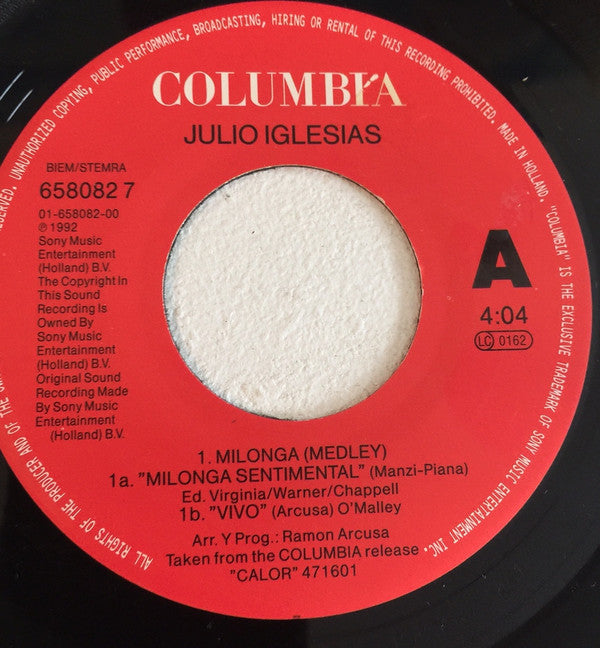 RESERVED. UNAUTHORIZED COPYING, PUBLIC PERFORMANCE, BROADCASTING, HIRING OR RENTAL OF THIS RECORDING PROHIBITED. MADE IN HOLLAND. "COLUMBIA" IS THE EXCLUSIVE TRADEMARK OF SONY MUSIC ENTERTAINMENT INC.
COLUMBIA
JULIO IGLESIAS
BIEM/STEMRA
658082 7
01-658082-00
℗ 1992
Sony Music
Entertainment
(Holland) B.V.
The Copyright In
This Sound
Recording Is
Owned By
Sony Music
Entertainment
(Holland) B.V.
Original Sound
Recording Made
By Sony Music
Entertainment
(Holland) B.V.
A
4:04
LC 0162
1. MILONGA (MEDLEY)
1a. "MILONGA SENTIMENTAL" (Manzi-Piana)
Ed. Virginia/Warner/Chappell
1b. "VIVO" (Arcusa) O'Malley
Arr. Y Prog.: Ramon Arcusa
Taken from the COLUMBIA release
"CALOR" 471601
ALL RIGHTS OF THE PRODUCER AND OF THE